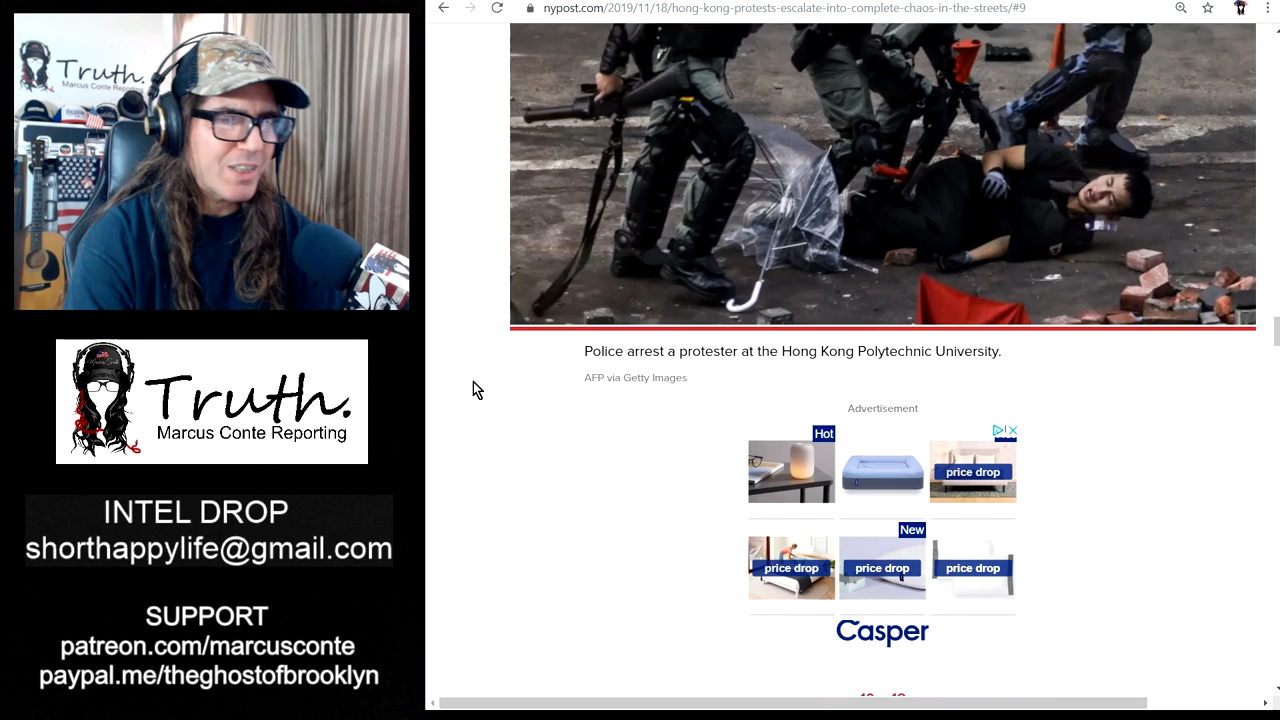 Truth.
Marcus Conte Reporting
Truth.
Marcus Conte Reporting
INTEL DROP
shorthappylife@gmail.com
SUPPORT
patreon.com/marcusconte
paypal.me/theghostofbrooklyn
nypost.com/2019/11/18/hong-kong-protests-escalate-into-complete-chaos-in-the-streets/#9
Police arrest a protester at the Hong Kong Polytechnic University.
AFP via Getty Images
Advertisement
Hot
price drop
New
price drop
price drop
price drop
Casper